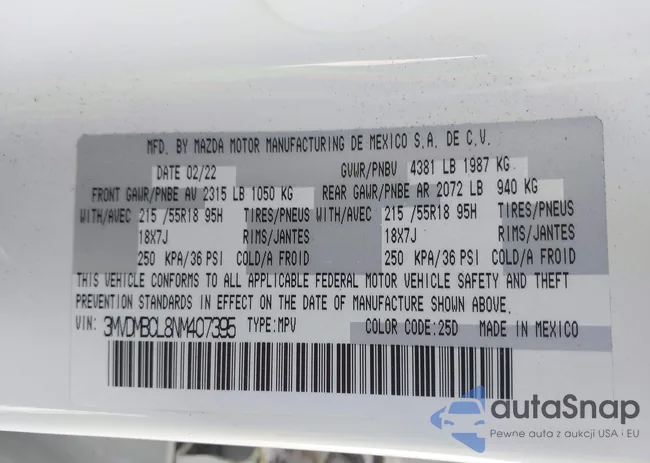 MFD. BY MAZDA MOTOR MANUFACTURING DE MEXICO S.A. DE C.V.
DATE 02/22 GVWR/PNBV 4381 LB 1987 KG
FRONT GAWR/PNBE AV 2315 LB 1050 KG REAR GAWR/PNBE AR 2072 LB 940 KG
WITH/AVEC 215 /55R18 95H TIRES/PNEUS WITH/AVEC 215 /55R18 95H TIRES/PNEUS
18X7J RIMS/JANTES 18X7J RIMS/JANTES
250 KPA/36 PSI COLD/A FROID 250 KPA/36 PSI COLD/A FROID
THIS VEHICLE CONFORMS TO ALL APPLICABLE FEDERAL MOTOR VEHICLE SAFETY AND THEFT
PREVENTION STANDARDS IN EFFECT ON THE DATE OF MANUFACTURE SHOWN ABOVE.
VIN: 3MVDMBCL8NM407395 TYPE:MPV COLOR CODE:25D MADE IN MEXICO
autaSnap
Pewne auta z aukcji USA i EU